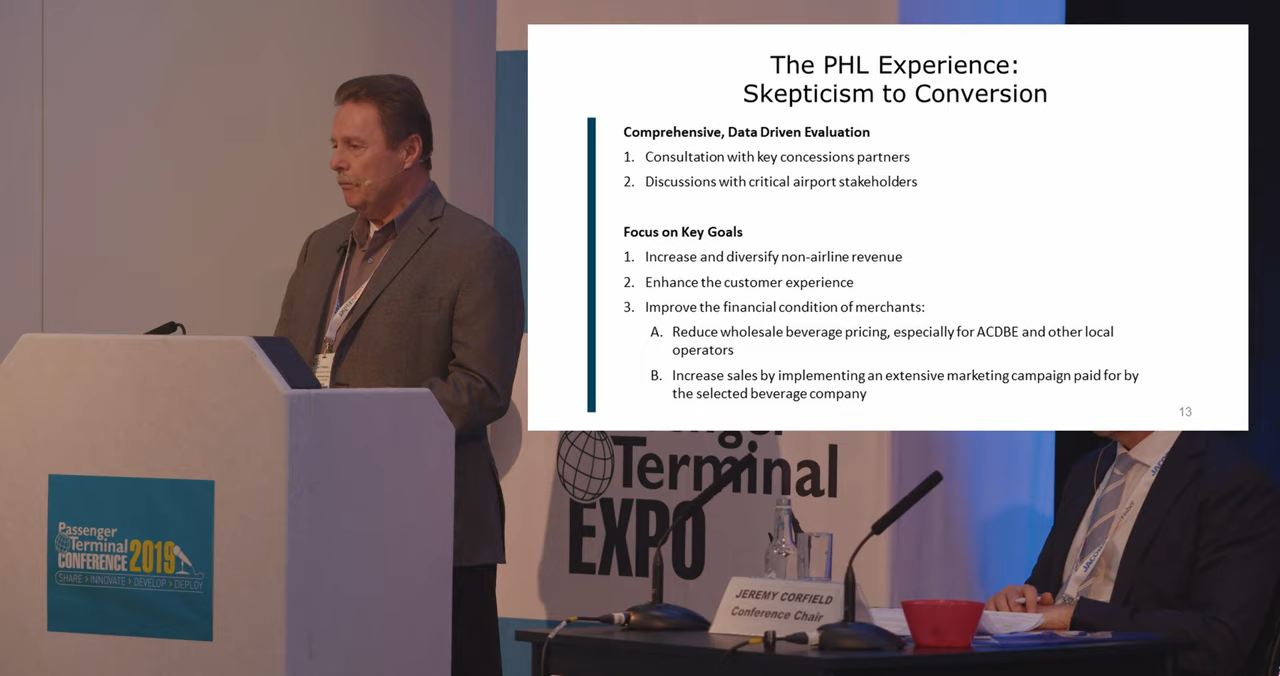 The PHL Experience:
Skepticism to Conversion
Comprehensive, Data Driven Evaluation
1. Consultation with key concessions partners
2. Discussions with critical airport stakeholders
Focus on Key Goals
1. Increase and diversify non-airline revenue
2. Enhance the customer experience
3. Improve the financial condition of merchants:
A. Reduce wholesale beverage pricing, especially for ACDBE and other local
operators
B. Increase sales by implementing an extensive marketing campaign paid for by
the selected beverage company
13
Terminal
EXPO
Passenger
Terminal
CONFERENCE 2019
SHARE > INNOVATE > DEVELOP > DEPLOY
JEREMY CORFIELD
Conference Chair